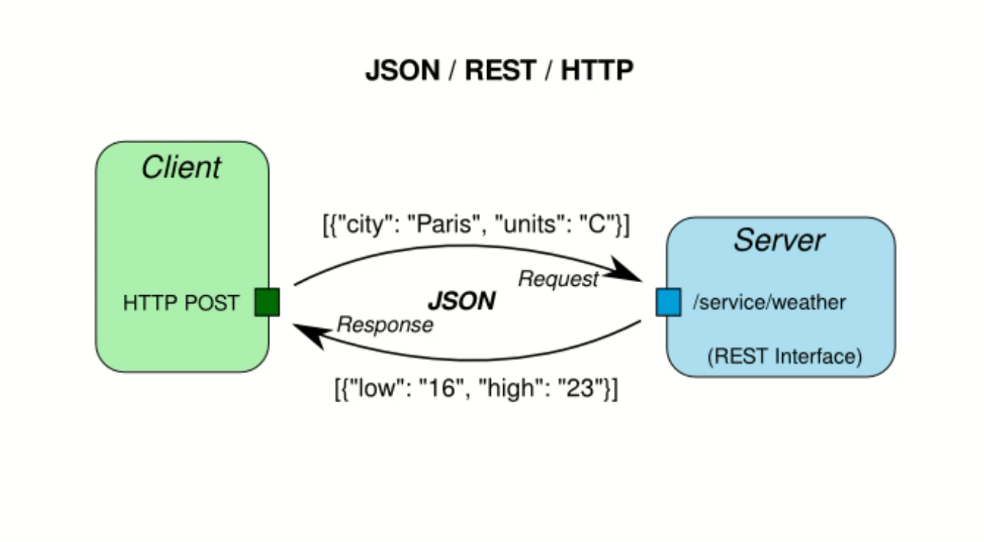 JSON / REST / HTTP
Client
[{"city": "Paris", "units": "C"}]
Server
Request
HTTP POST
JSON
/service/weather
Response
(REST Interface)
[{"low": "16", "high": "23"}]